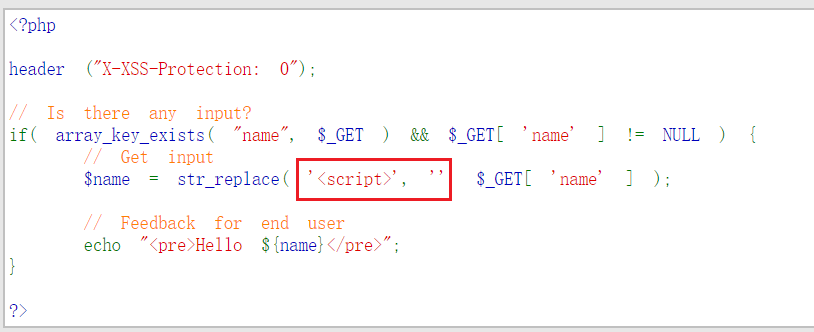 <?php
header ("X-XSS-Protection: 0");
// Is there any input?
if( array_key_exists( "name", $_GET ) && $_GET[ 'name' ] != NULL ) {
// Get input
$name = str_replace( '<script>', '' $_GET[ 'name' ] );
// Feedback for end user
echo "<pre>Hello ${name}</pre>";
}
?>